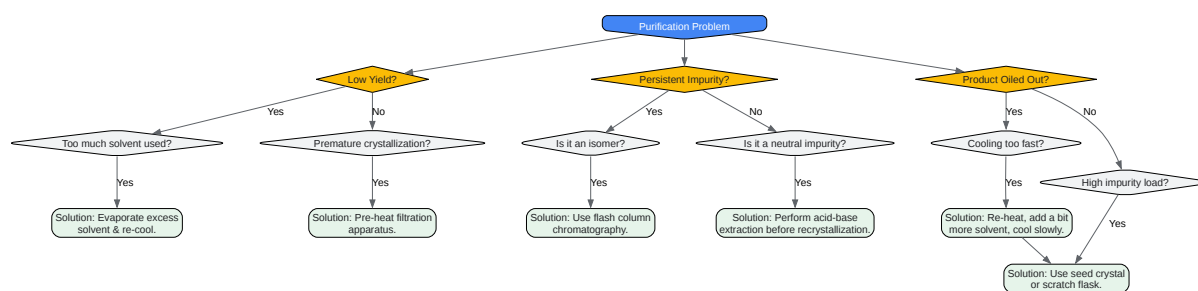 Purification Problem
Low Yield?
Persistent Impurity?
Product Oiled Out?
Yes
No
Yes
No
Yes
No
Too much solvent used?
Premature crystallization?
Is it an isomer?
Is it a neutral impurity?
Cooling too fast?
High impurity load?
Yes
Yes
Yes
Yes
Yes
Solution: Evaporate excess
solvent & re-cool.
Solution: Pre-heat filtration
apparatus.
Solution: Use flash column
chromatography.
Solution: Perform acid-base
extraction before recrystallization.
Solution: Re-heat, add a bit
more solvent, cool slowly.
Yes
Solution: Use seed crystal
or scratch flask.